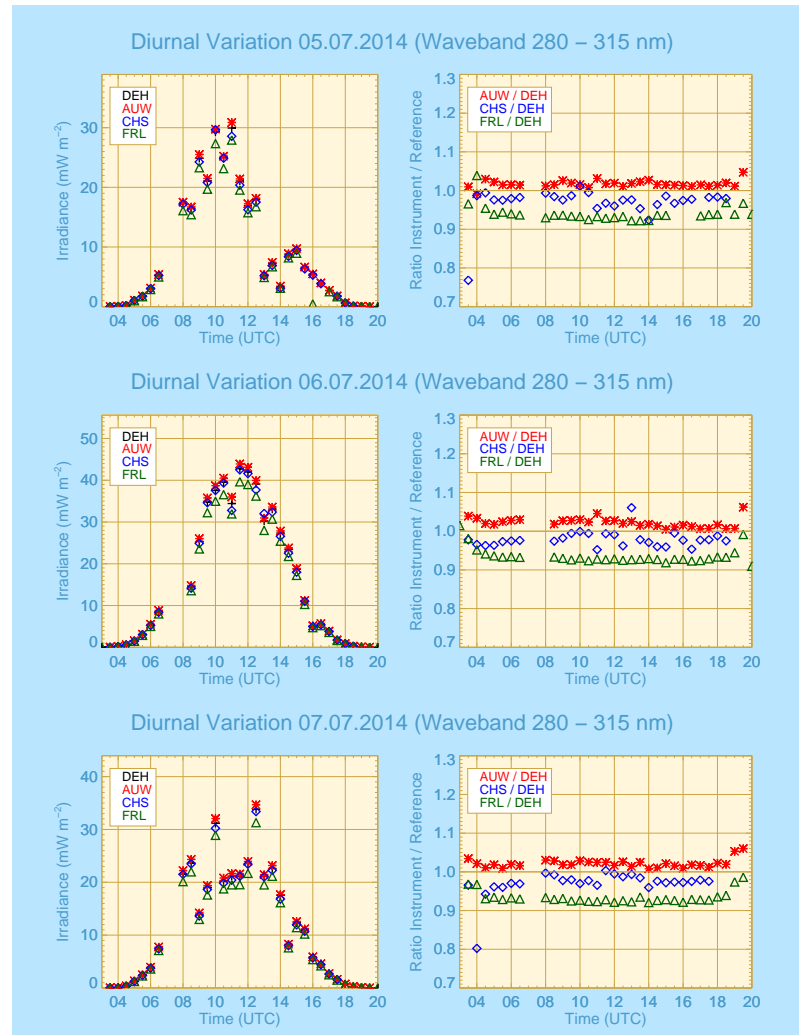 Diurnal Variation 05.07.2014 (Waveband 280 – 315 nm)
DEH
AUW
CHS
FRL
30
20
10
0
Irradiance (mW m⁻²)
04 06 08 10 12 14 16 18 20
Time (UTC)
AUW / DEH
CHS / DEH
FRL / DEH
1.3
1.2
1.1
1.0
0.9
0.8
0.7
Ratio Instrument / Reference
04 06 08 10 12 14 16 18 20
Time (UTC)
Diurnal Variation 06.07.2014 (Waveband 280 – 315 nm)
DEH
AUW
CHS
FRL
50
40
30
20
10
0
Irradiance (mW m⁻²)
04 06 08 10 12 14 16 18 20
Time (UTC)
AUW / DEH
CHS / DEH
FRL / DEH
1.3
1.2
1.1
1.0
0.9
0.8
0.7
Ratio Instrument / Reference
04 06 08 10 12 14 16 18 20
Time (UTC)
Diurnal Variation 07.07.2014 (Waveband 280 – 315 nm)
DEH
AUW
CHS
FRL
40
30
20
10
0
Irradiance (mW m⁻²)
04 06 08 10 12 14 16 18 20
Time (UTC)
AUW / DEH
CHS / DEH
FRL / DEH
1.3
1.2
1.1
1.0
0.9
0.8
0.7
Ratio Instrument / Reference
04 06 08 10 12 14 16 18 20
Time (UTC)